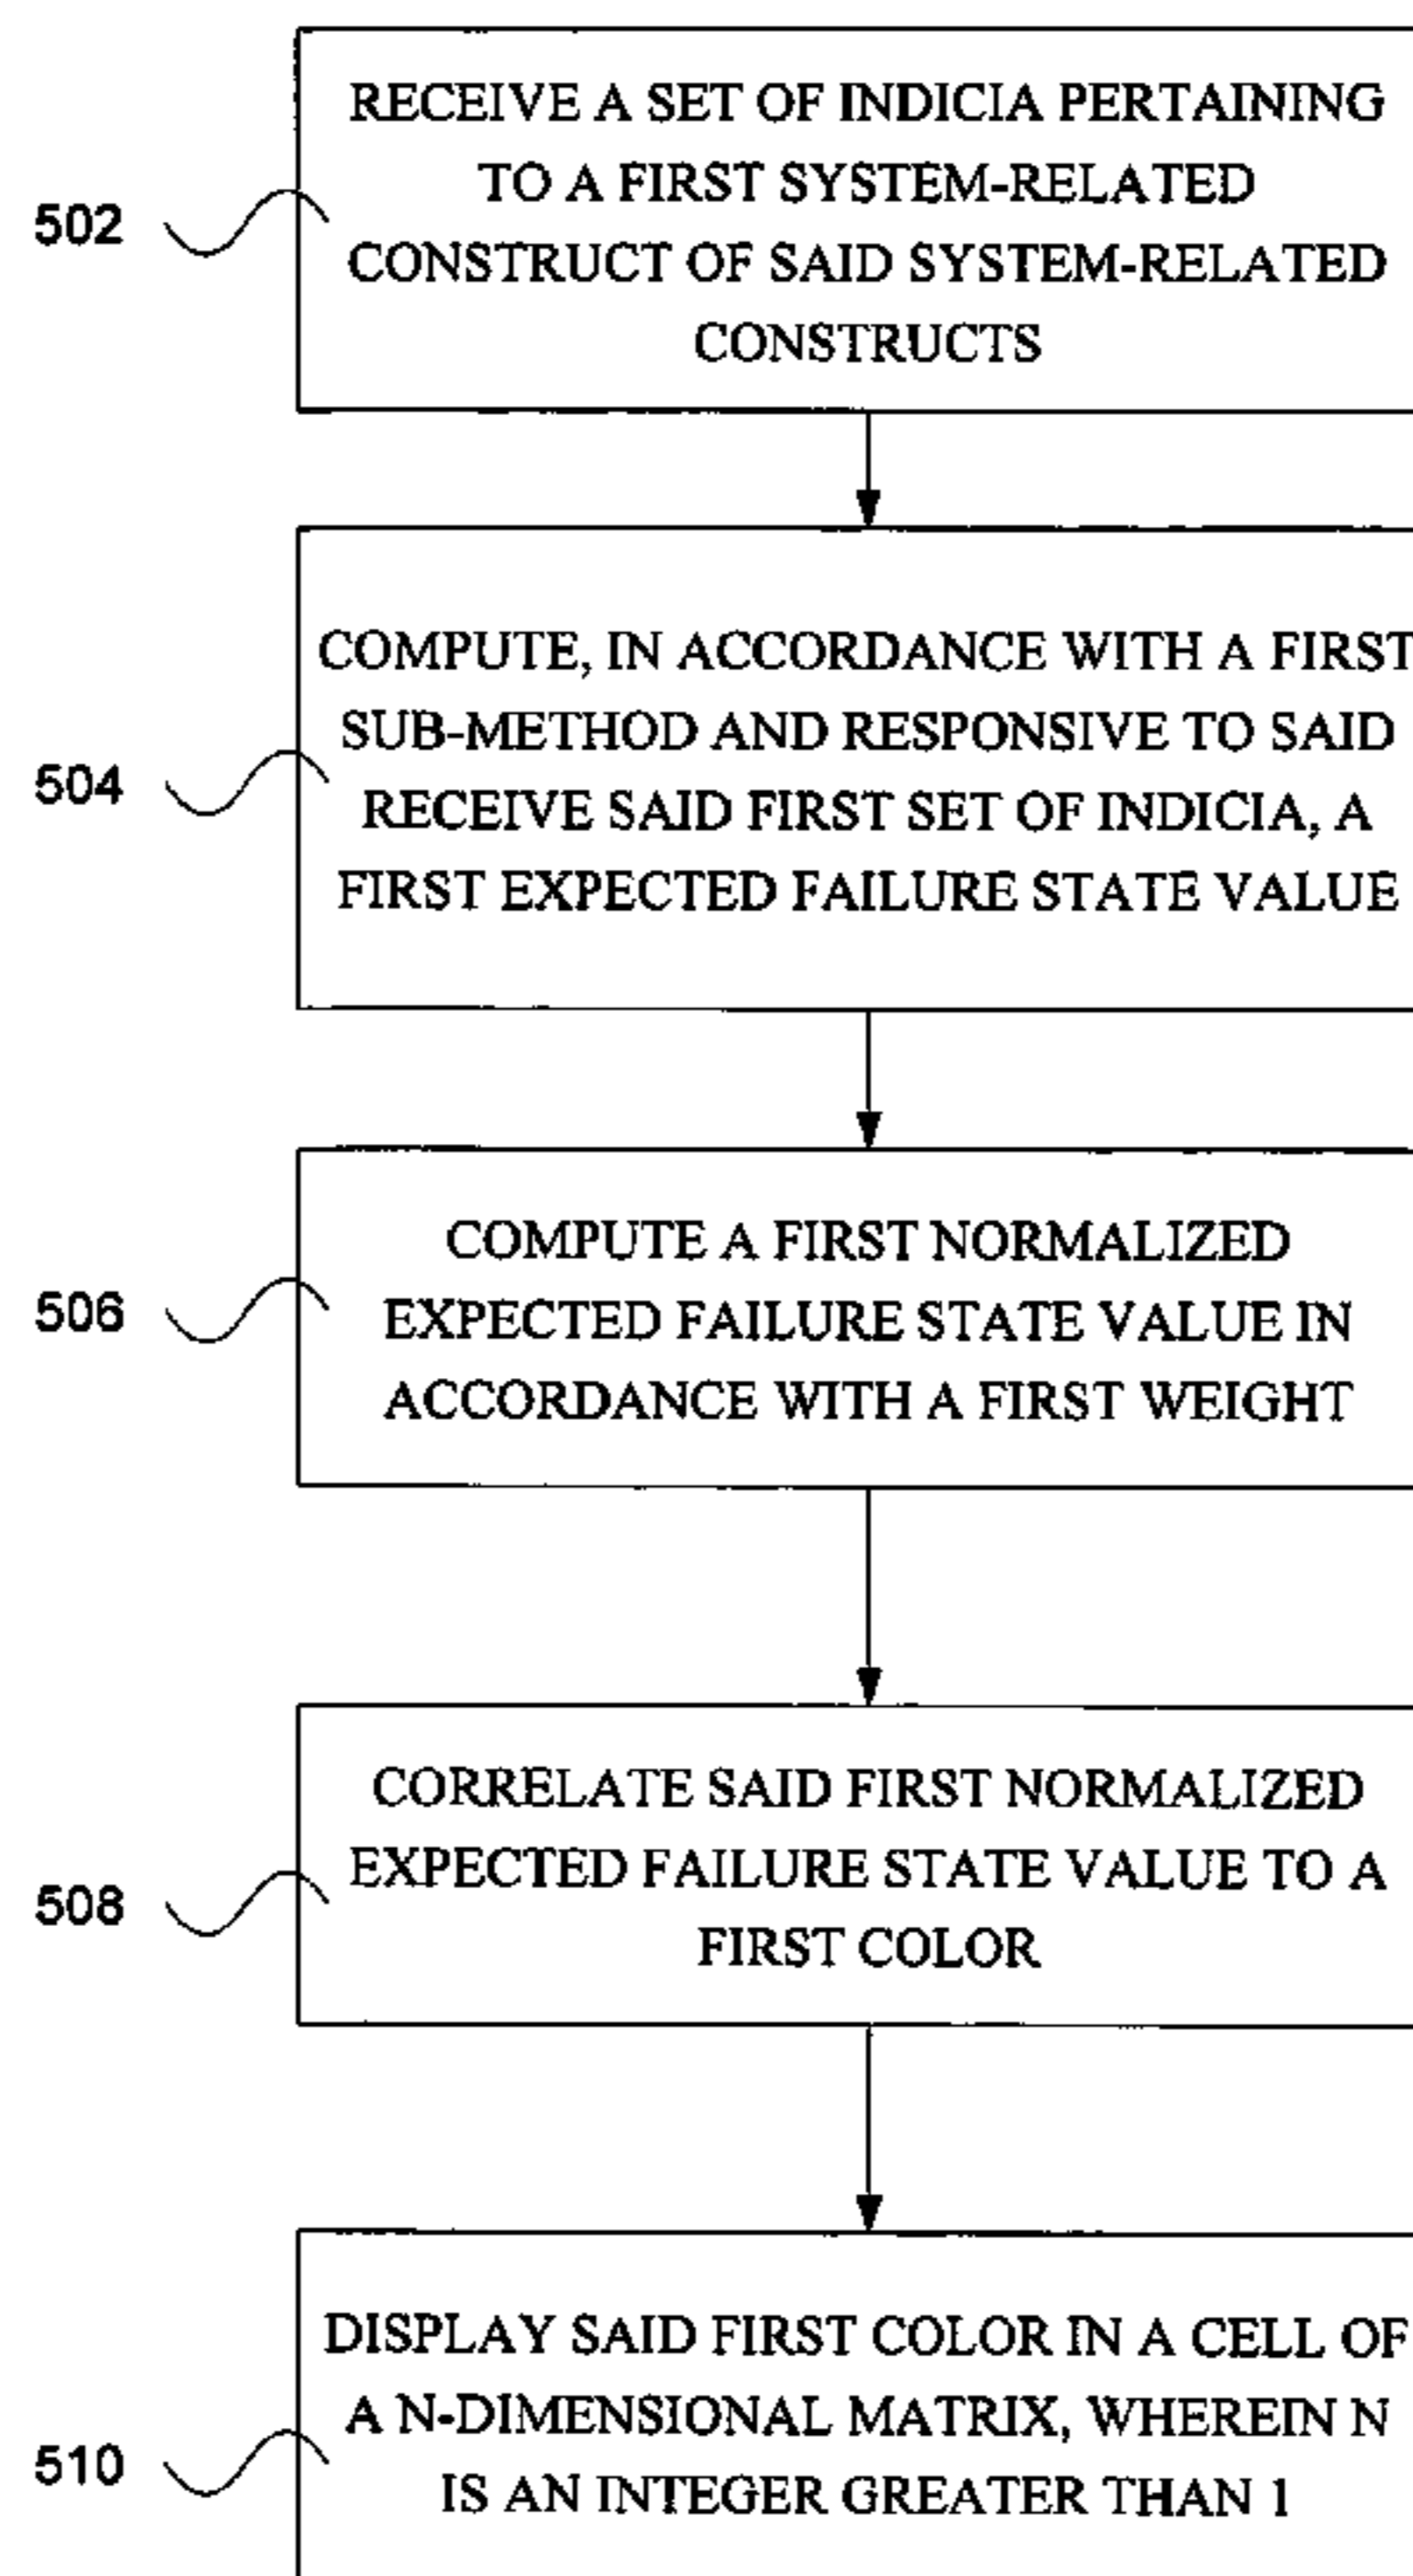 RECEIVE A SET OF INDICIA PERTAINING
TO A FIRST SYSTEM-RELATED
502
CONSTRUCT OF SAID SYSTEM-RELATED
CONSTRUCTS
COMPUTE, IN ACCORDANCE WITH A FIRST
SUB-METHOD AND RESPONSIVE TO SAID
504
RECEIVE SAID FIRST SET OF INDICIA, A
FIRST EXPECTED FAILURE STATE VALUE
COMPUTE A FIRST NORMALIZED
506
EXPECTED FAILURE STATE VALUE IN
ACCORDANCE WITH A FIRST WEIGHT
CORRELATE SAID FIRST NORMALIZED
EXPECTED FAILURE STATE VALUE TO A
508
FIRST COLOR
DISPLAY SAID FIRST COLOR IN A CELL OF
A N-DIMENSIONAL MATRIX, WHEREIN N
510
IS AN INTEGER GREATER THAN 1